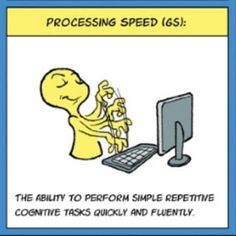 PROCESSING SPEED (GS):
THE ABILITY TO PERFORM SIMPLE REPETITIVE
COGNITIVE TASKS QUICKLY AND FLUENTLY.